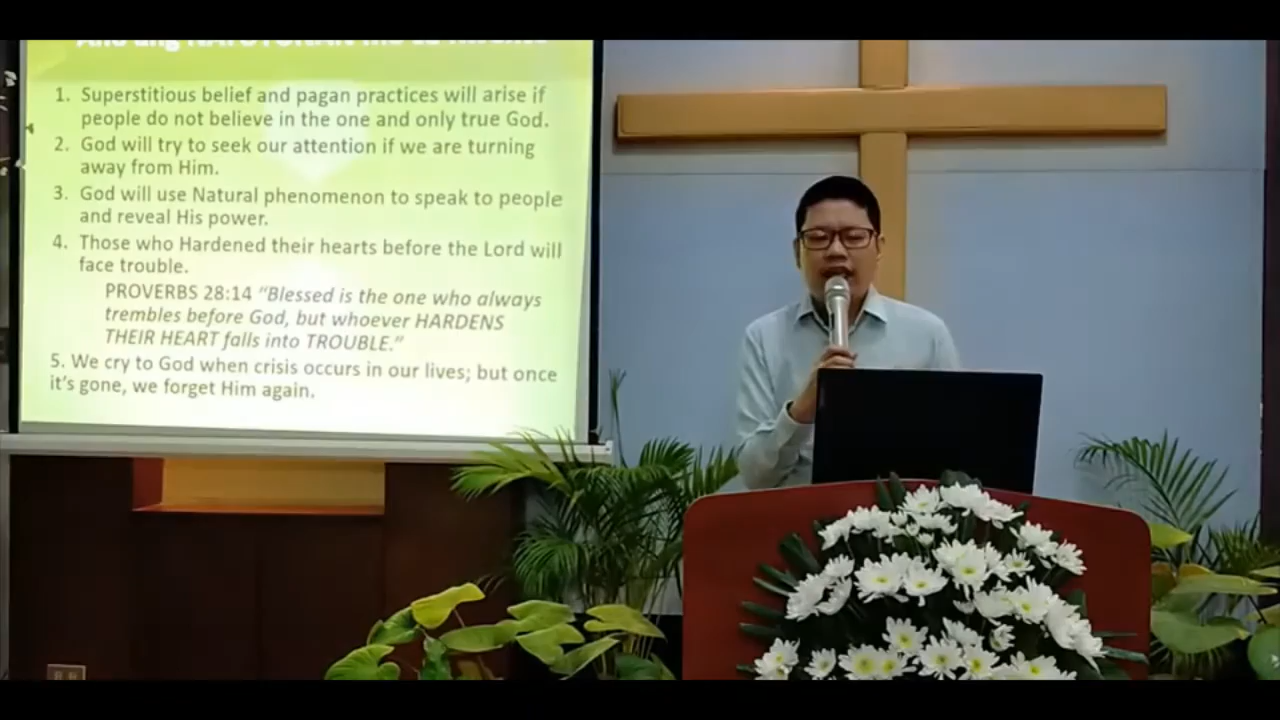 1. Superstitious belief and pagan practices will arise if
people do not believe in the one and only true God.
2. God will try to seek our attention if we are turning
away from Him.
3. God will use Natural phenomenon to speak to people
and reveal His power.
4. Those who Hardened their hearts before the Lord will
face trouble.
PROVERBS 28:14 “Blessed is the one who always
trembles before God, but whoever HARDENS
THEIR HEART falls into TROUBLE.”
5. We cry to God when crisis occurs in our lives; but once
it's gone, we forget Him again.